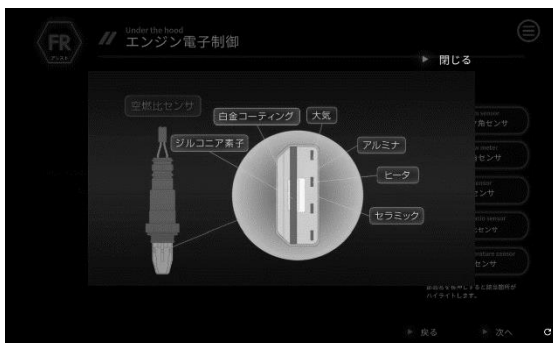 FR
Under the hood
エンジン電子制御
閉じる
空燃比センサ
白金コーティング
大気
ジルコニア素子
アルミナ
ヒータ
セラミック
sensor
角センサ
meter
センサ
センサ
センサ
センサ
ハイライトします。
戻る
次へ